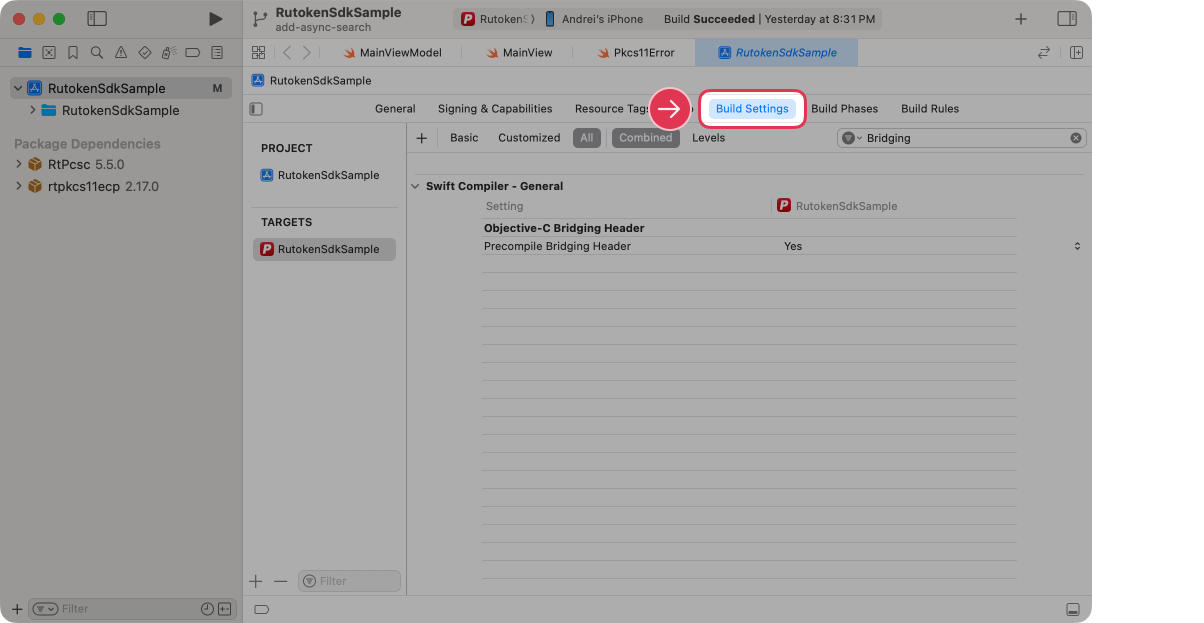 RutokenSdkSample
add-async-search
RutokenS
Andrei's iPhone
Build Succeeded | Yesterday at 8:31 PM
MainViewModel
MainView
Pkcs11Error
RutokenSdkSample
RutokenSdkSample M
RutokenSdkSample
Package Dependencies
RtPcsc 5.5.0
rtpkcs11ecp 2.17.0
Filter
RutokenSdkSample
General
Signing & Capabilities
Resource Tags
Build Settings
Build Phases
Build Rules
PROJECT
RutokenSdkSample
TARGETS
RutokenSdkSample
Filter
Basic
Customized
All
Combined
Levels
Bridging
Swift Compiler - General
Setting
RutokenSdkSample
Objective-C Bridging Header
Precompile Bridging Header
Yes